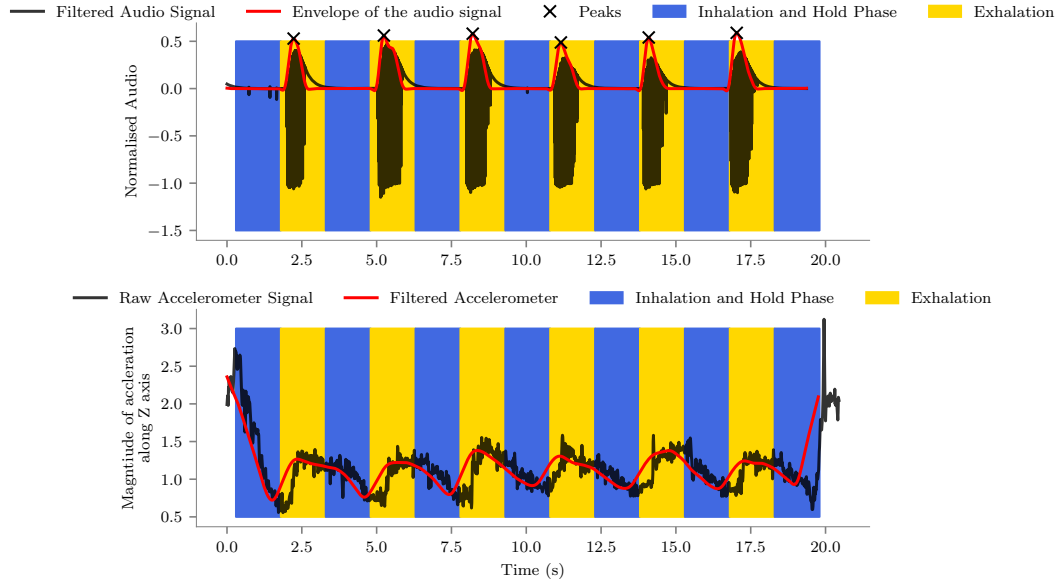 Filtered Audio Signal Envelope of the audio signal Peaks Inhalation and Hold Phase Exhalation
0.5
0.0
−0.5
−1.0
−1.5
Normalised Audio
0.0 2.5 5.0 7.5 10.0 12.5 15.0 17.5 20.0
Raw Accelerometer Signal Filtered Accelerometer Inhalation and Hold Phase Exhalation
3.0
2.5
2.0
1.5
1.0
0.5
Magntiude of accleration
along Z axis
0.0 2.5 5.0 7.5 10.0 12.5 15.0 17.5 20.0
Time (s)